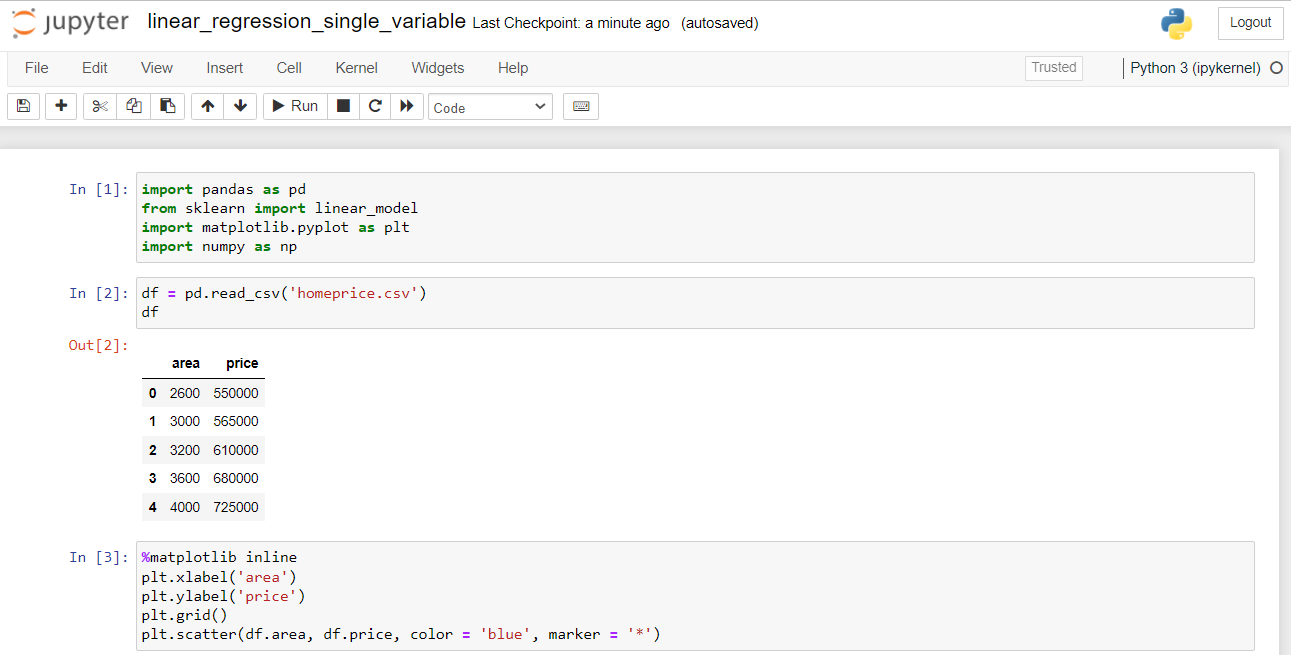 jupyter linear_regression_single_variable Last Checkpoint: a minute ago (autosaved) Logout
File Edit View Insert Cell Kernel Widgets Help Trusted Python 3 (ipykernel)
Run Code
In [1]: import pandas as pd
from sklearn import linear_model
import matplotlib.pyplot as plt
import numpy as np
In [2]: df = pd.read_csv('homeprice.csv')
df
Out[2]:
area price
0 2600 550000
1 3000 565000
2 3200 610000
3 3600 680000
4 4000 725000
In [3]: %matplotlib inline
plt.xlabel('area')
plt.ylabel('price')
plt.grid()
plt.scatter(df.area, df.price, color = 'blue', marker = '*')